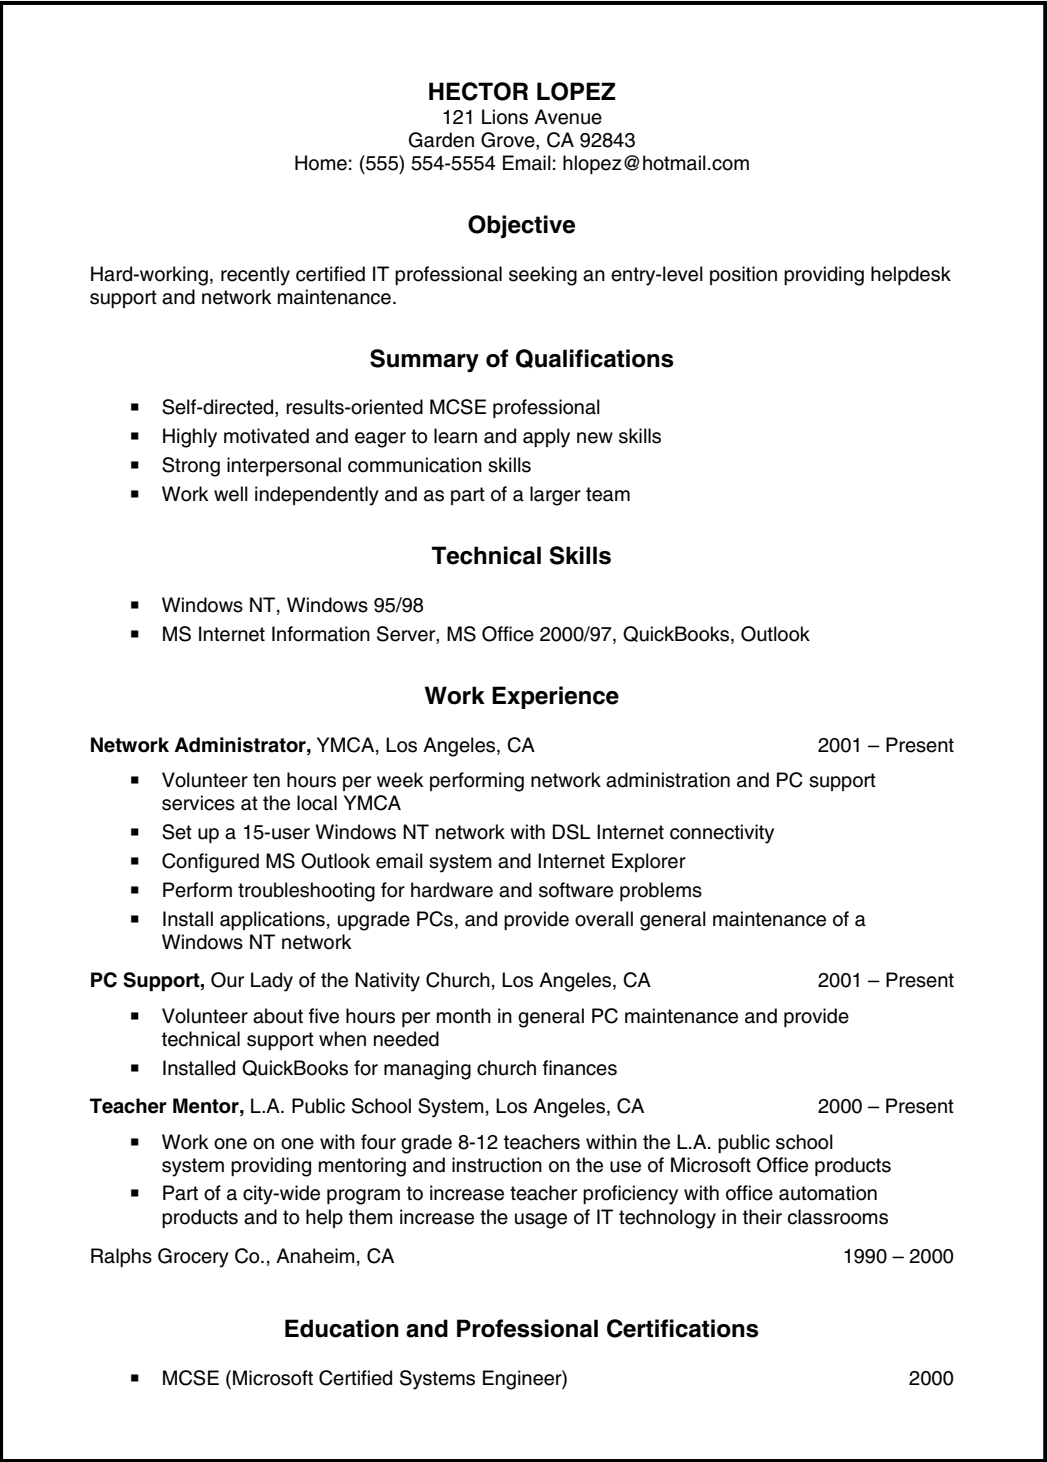 HECTOR LOPEZ
121 Lions Avenue
Garden Grove, CA 92843
Home: (555) 554-5554 Email: hlopez@hotmail.com
Objective
Hard-working, recently certified IT professional seeking an entry-level position providing helpdesk
support and network maintenance.
Summary of Qualifications
▪ Self-directed, results-oriented MCSE professional
▪ Highly motivated and eager to learn and apply new skills
▪ Strong interpersonal communication skills
▪ Work well independently and as part of a larger team
Technical Skills
▪ Windows NT, Windows 95/98
▪ MS Internet Information Server, MS Office 2000/97, QuickBooks, Outlook
Work Experience
Network Administrator, YMCA, Los Angeles, CA 2001 – Present
▪ Volunteer ten hours per week performing network administration and PC support
services at the local YMCA
▪ Set up a 15-user Windows NT network with DSL Internet connectivity
▪ Configured MS Outlook email system and Internet Explorer
▪ Perform troubleshooting for hardware and software problems
▪ Install applications, upgrade PCs, and provide overall general maintenance of a
Windows NT network
PC Support, Our Lady of the Nativity Church, Los Angeles, CA 2001 – Present
▪ Volunteer about five hours per month in general PC maintenance and provide
technical support when needed
▪ Installed QuickBooks for managing church finances
Teacher Mentor, L.A. Public School System, Los Angeles, CA 2000 – Present
▪ Work one on one with four grade 8-12 teachers within the L.A. public school
system providing mentoring and instruction on the use of Microsoft Office products
▪ Part of a city-wide program to increase teacher proficiency with office automation
products and to help them increase the usage of IT technology in their classrooms
Ralphs Grocery Co., Anaheim, CA 1990 – 2000
Education and Professional Certifications
▪ MCSE (Microsoft Certified Systems Engineer) 2000